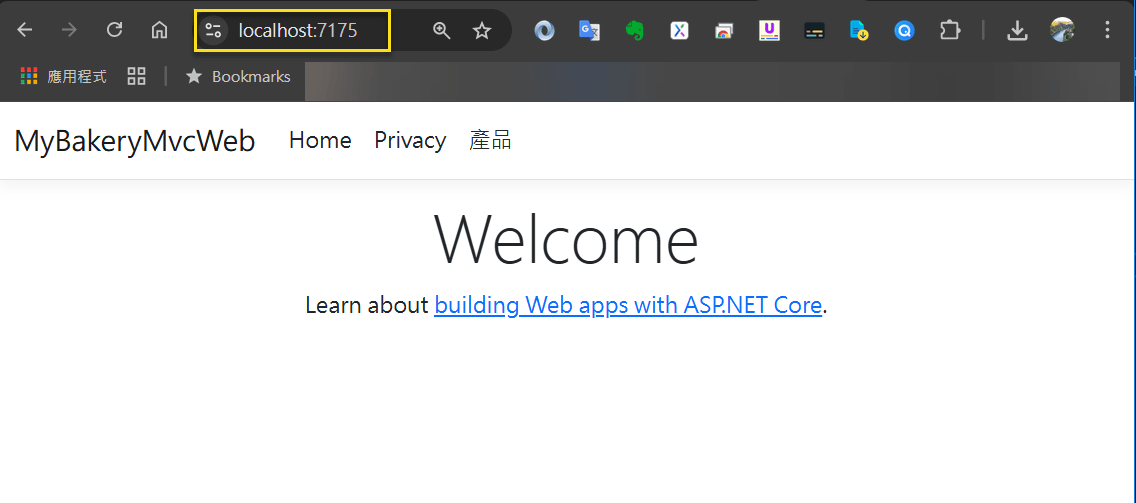 localhost:7175
應用程式 Bookmarks
MyBakeryMvcWeb Home Privacy 產品
Welcome
Learn about building Web apps with ASP.NET Core.